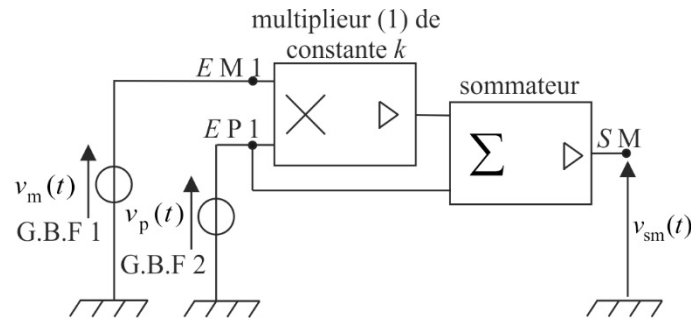 multiplieur (1) de
constante k
E M 1
sommateur
E P 1
S M
Σ
v_m(t)
v_p(t)
G.B.F 1
v_sm(t)
G.B.F 2